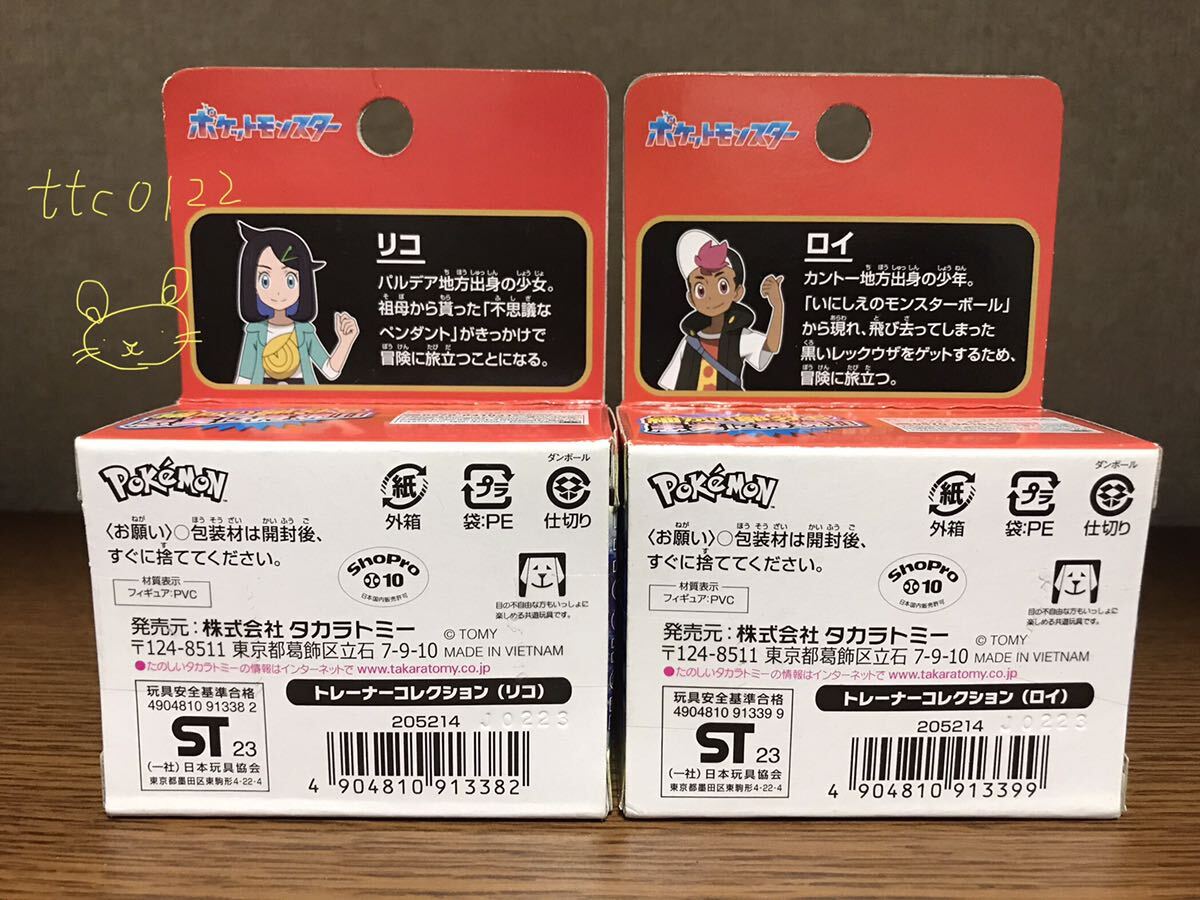 ttc0122
ポケットモンスター
リコ
パルデア地方出身の少女。
祖母から貰った「不思議な
ペンダント」がきっかけで
冒険に旅立つことになる。
POKéMON
紙
外箱
プラ
袋:PE
ダンボール
仕切り
〈お願い〉○包装材は開封後、
すぐに捨ててください。
材質表示
フィギュア:PVC
ShoPro
10
日本国内販売許可
目の不自由な方もいっしょに
楽しめる共遊玩具です。
発売元: 株式会社 タカラトミー © TOMY
〒124-8511 東京都葛飾区立石 7-9-10 MADE IN VIETNAM
●たのしいタカラトミーの情報はインターネットで www.takaratomy.co.jp
玩具安全基準合格
4904810 91338 2
ST 23
(一社)日本玩具協会
東京都墨田区東駒形4-22-4
トレーナーコレクション(リコ)
205214 J0223
4 904810 913382
ポケットモンスター
ロイ
カントー地方出身の少年。
「いにしえのモンスターボール」
から現れ、飛び去ってしまった
黒いレックウザをゲットするため、
冒険に旅立つ。
POKéMON
紙
外箱
プラ
袋:PE
ダンボール
仕切り
〈お願い〉○包装材は開封後、
すぐに捨ててください。
材質表示
フィギュア:PVC
ShoPro
10
日本国内販売許可
目の不自由な方もいっしょに
楽しめる共遊玩具です。
発売元: 株式会社 タカラトミー © TOMY
〒124-8511 東京都葛飾区立石 7-9-10 MADE IN VIETNAM
●たのしいタカラトミーの情報はインターネットで www.takaratomy.co.jp
玩具安全基準合格
4904810 91339 9
ST 23
(一社)日本玩具協会
東京都墨田区東駒形4-22-4
トレーナーコレクション(ロイ)
205214 J0223
4 904810 913399